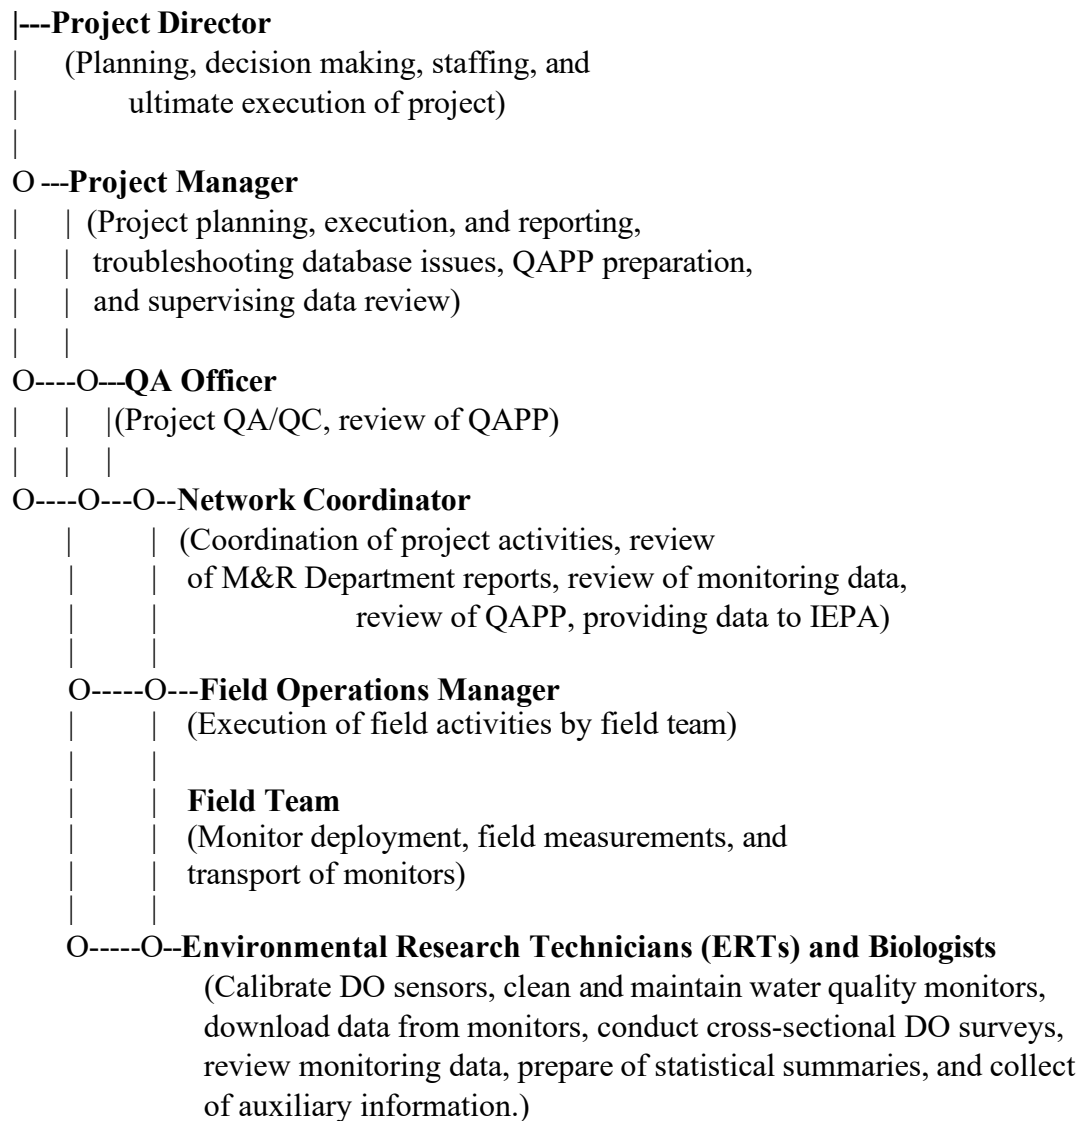 |---Project Director
| (Planning, decision making, staffing, and
| ultimate execution of project)
|
O ---Project Manager
| | (Project planning, execution, and reporting,
| | troubleshooting database issues, QAPP preparation,
| | and supervising data review)
| |
O----O---QA Officer
| | |(Project QA/QC, review of QAPP)
| | |
O----O---O--Network Coordinator
| | (Coordination of project activities, review
| | of M&R Department reports, review of monitoring data,
| | review of QAPP, providing data to IEPA)
| |
O-----O---Field Operations Manager
| | (Execution of field activities by field team)
| |
| | Field Team
| | (Monitor deployment, field measurements, and
| | transport of monitors)
| |
O-----O--Environmental Research Technicians (ERTs) and Biologists
(Calibrate DO sensors, clean and maintain water quality monitors,
download data from monitors, conduct cross-sectional DO surveys,
review monitoring data, prepare of statistical summaries, and collect
of auxiliary information.)